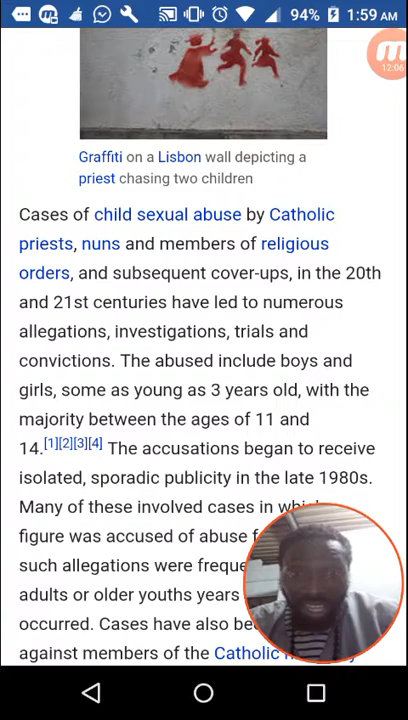 94% 1:59 AM
12:06
Graffiti on a Lisbon wall depicting a
priest chasing two children
Cases of child sexual abuse by Catholic
priests, nuns and members of religious
orders, and subsequent cover-ups, in the 20th
and 21st centuries have led to numerous
allegations, investigations, trials and
convictions. The abused include boys and
girls, some as young as 3 years old, with the
majority between the ages of 11 and
14.[1][2][3][4] The accusations began to receive
isolated, sporadic publicity in the late 1980s.
Many of these involved cases in
figure was accused of abuse
such allegations were
adults or older youths years
occurred. Cases have also
against members of the Catholic